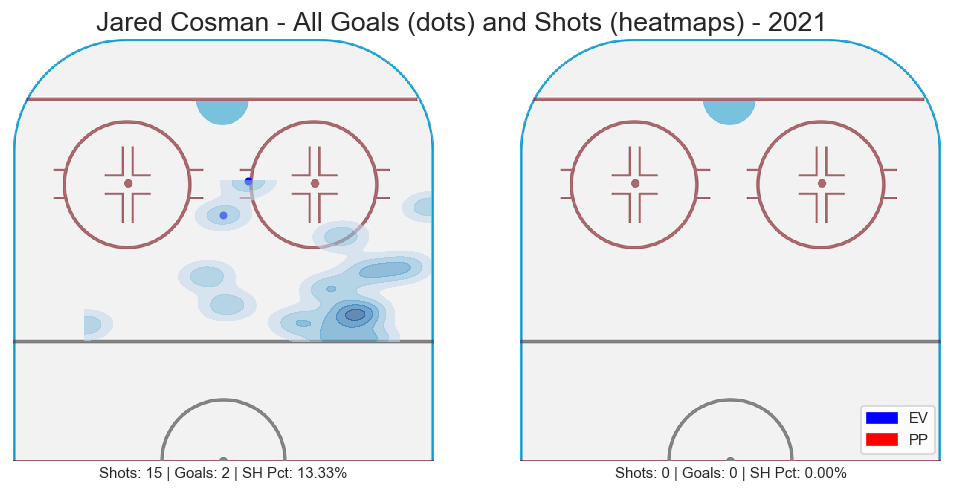 Jared Cosman - All Goals (dots) and Shots (heatmaps) - 2021
EV
PP
Shots: 15 | Goals: 2 | SH Pct: 13.33%
Shots: 0 | Goals: 0 | SH Pct: 0.00%